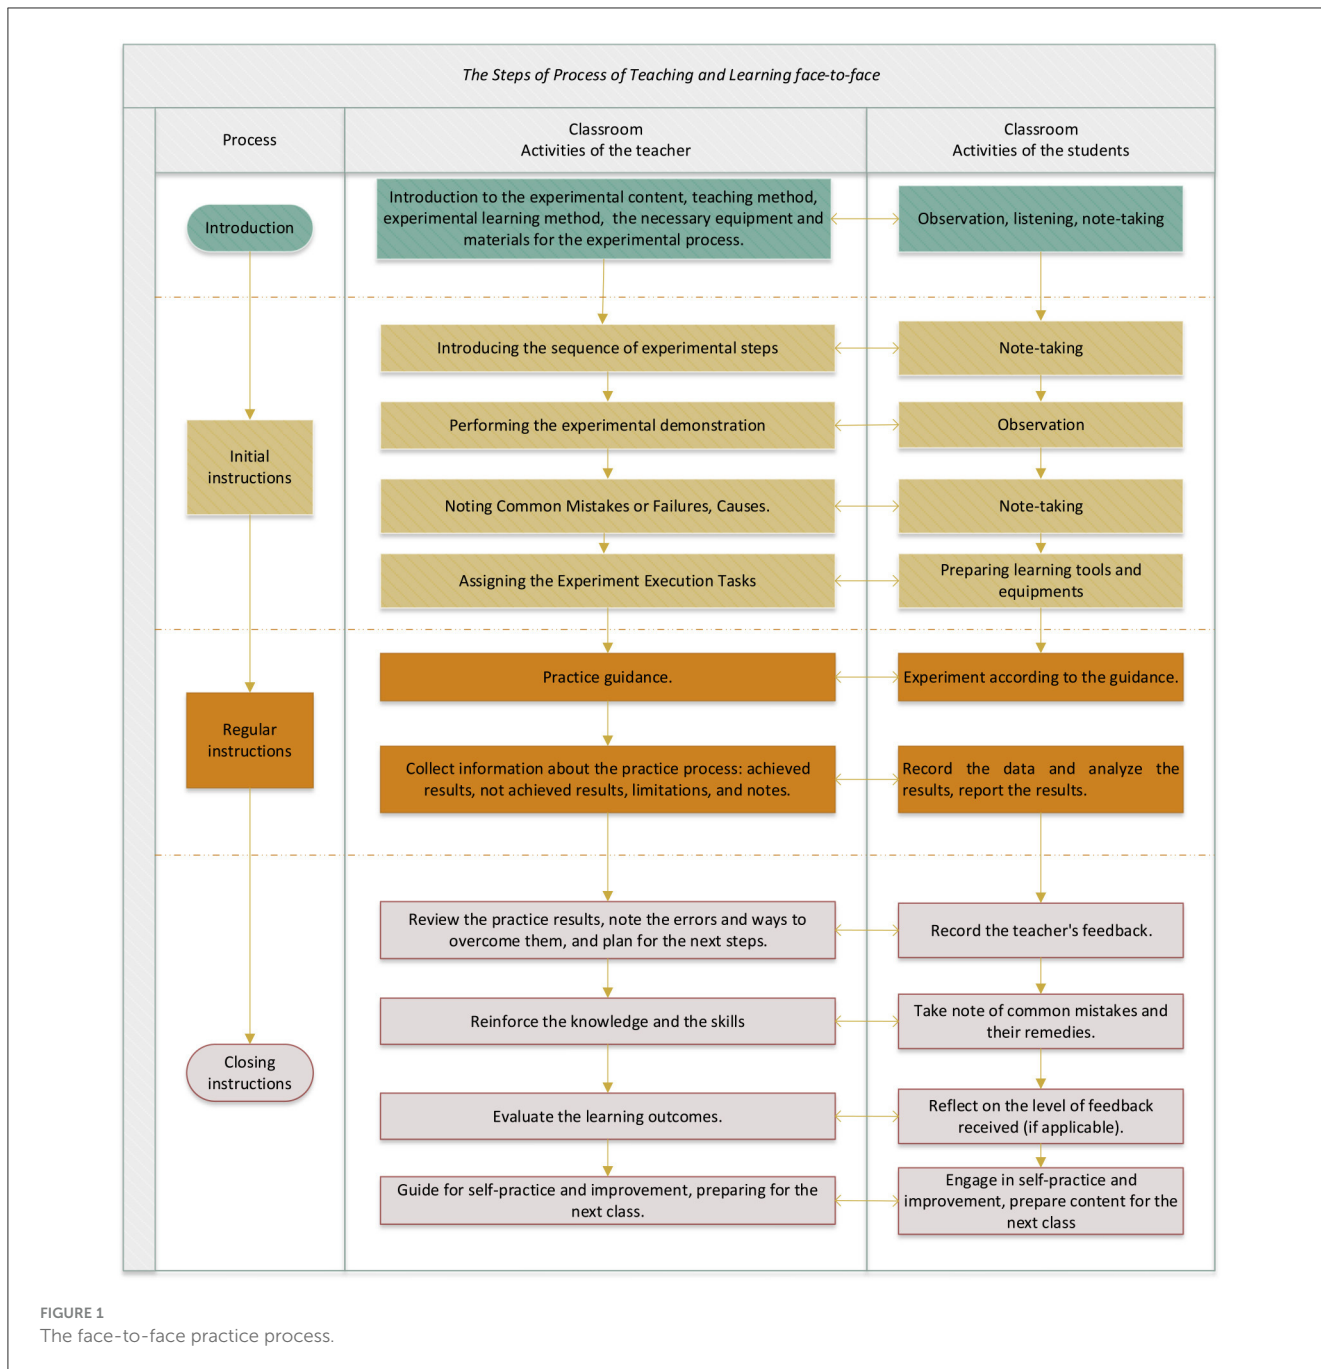 The Steps of Process of Teaching and Learning face-to-face
Process
Classroom
Activities of the teacher
Classroom
Activities of the students
Introduction
Introduction to the experimental content, teaching method,
experimental learning method, the necessary equipment and
materials for the experimental process.
Observation, listening, note-taking
Initial
instructions
Introducing the sequence of experimental steps
Note-taking
Performing the experimental demonstration
Observation
Noting Common Mistakes or Failures, Causes.
Note-taking
Assigning the Experiment Execution Tasks
Preparing learning tools and
equipments
Regular
instructions
Practice guidance.
Experiment according to the guidance.
Collect information about the practice process: achieved
results, not achieved results, limitations, and notes.
Record the data and analyze the
results, report the results.
Closing
instructions
Review the practice results, note the errors and ways to
overcome them, and plan for the next steps.
Record the teacher's feedback.
Reinforce the knowledge and the skills
Take note of common mistakes and
their remedies.
Evaluate the learning outcomes.
Reflect on the level of feedback
received (if applicable).
Guide for self-practice and improvement, preparing for the
next class.
Engage in self-practice and
improvement, prepare content for the
next class
FIGURE 1
The face-to-face practice process.